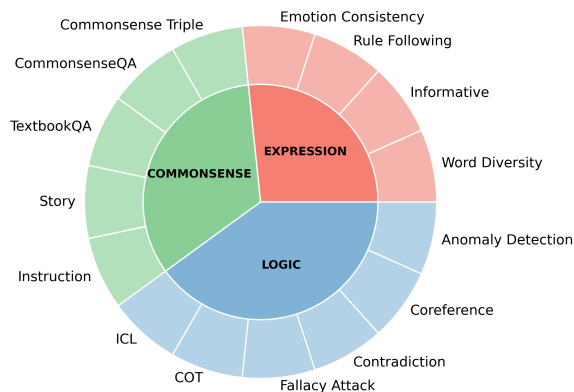 Emotion Consistency
Commonsense Triple
Rule Following
CommonsenseQA
Informative
TextbookQA
EXPRESSION
Word Diversity
COMMONSENSE
Story
Anomaly Detection
LOGIC
Instruction
Coreference
ICL
Contradiction
COT
Fallacy Attack